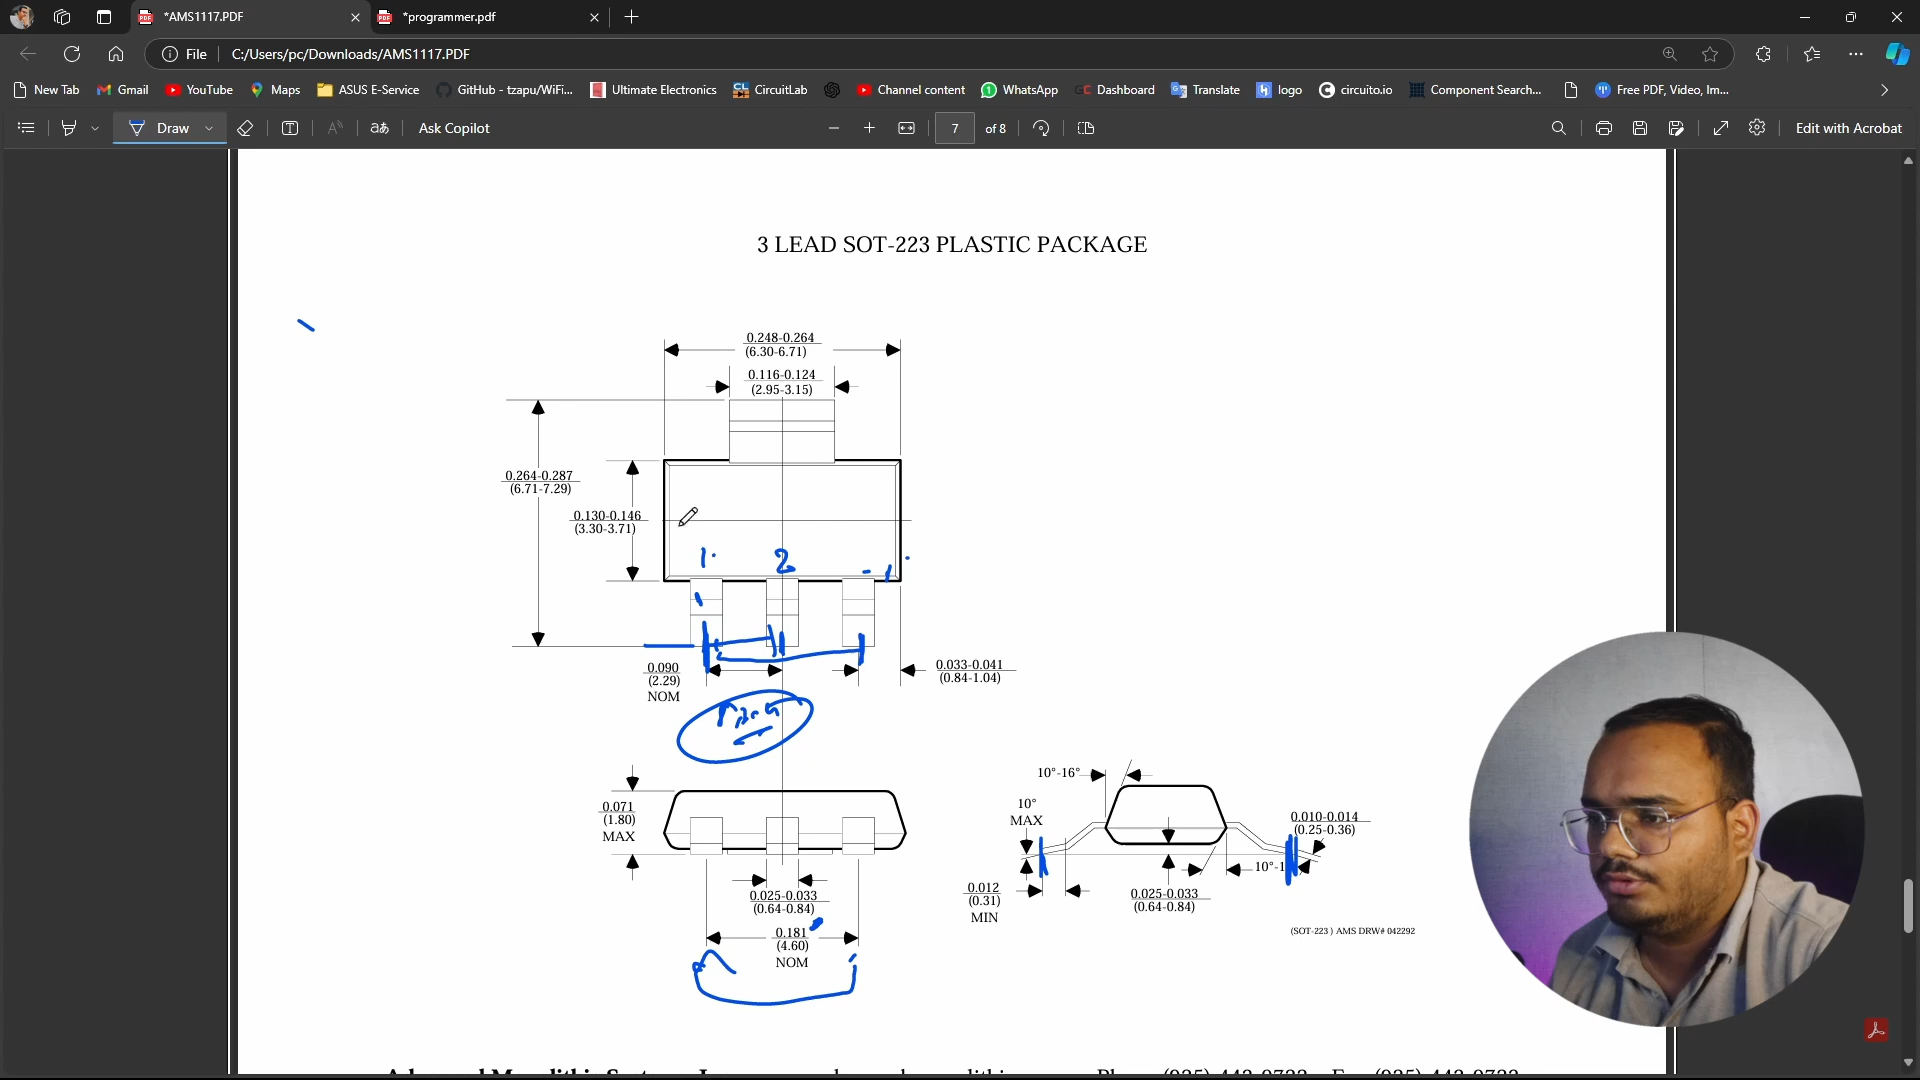 *AMS1117.PDF
*programmer.pdf
File
C:/Users/pc/Downloads/AMS1117.PDF
New Tab
Gmail
YouTube
Maps
ASUS E-Service
GitHub - tzapu/WiFi...
Ultimate Electronics
CircuitLab
Channel content
WhatsApp
Dashboard
Translate
logo
circuito.io
Component Search...
Free PDF, Video, Im...
Draw
Ask Copilot
7
of 8
Edit with Acrobat
3 LEAD SOT-223 PLASTIC PACKAGE
0.248-0.264
(6.30-6.71)
0.116-0.124
(2.95-3.15)
0.264-0.287
(6.71-7.29)
0.130-0.146
(3.30-3.71)
1
2
0.090
(2.29)
NOM
0.033-0.041
(0.84-1.04)
0.071
(1.80)
MAX
0.025-0.033
(0.64-0.84)
0.181
(4.60)
NOM
10°-16°
10°
MAX
0.010-0.014
(0.25-0.36)
10°-1
0.012
(0.31)
MIN
0.025-0.033
(0.64-0.84)
(SOT-223 ) AMS DRW# 042292